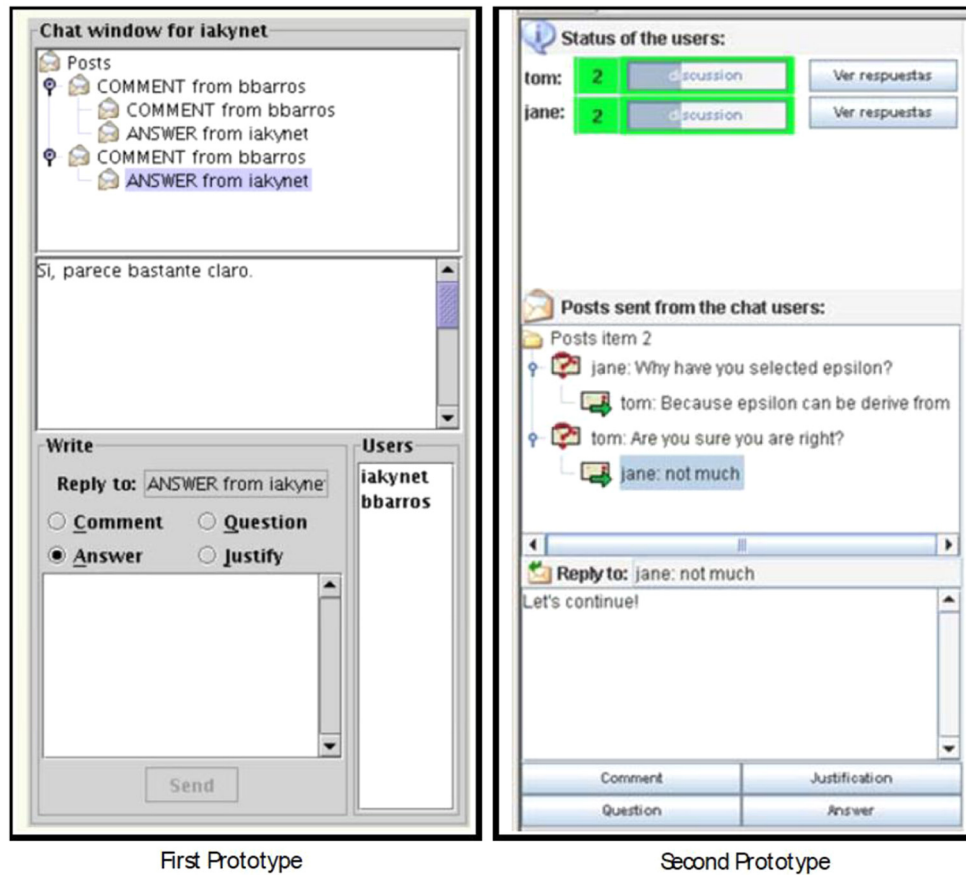 Chat window for iakynet
Posts
COMMENT from bbarros
COMMENT from bbarros
ANSWER from iakynet
COMMENT from bbarros
ANSWER from iakynet
Si, parece bastante claro.
Write
Reply to: ANSWER from iakyne
Comment Question
Answer Justify
Send
Users
iakynet
bbarros
First Prototype
Status of the users:
tom: 2 discussion Ver respuestas
jane: 2 discussion Ver respuestas
Posts sent from the chat users:
Posts item 2
jane: Why have you selected epsilon?
tom: Because epsilon can be derive from
tom: Are you sure you are right?
jane: not much
Reply to: jane: not much
Let's continue!
Comment Justification
Question Answer
Second Prototype